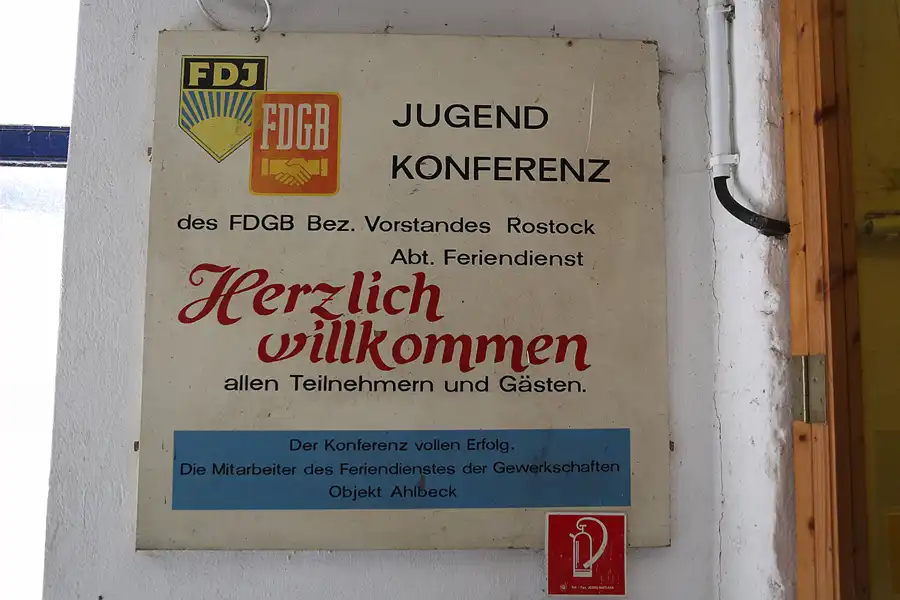 FDJ
FDGB
JUGEND
KONFERENZ
des FDGB Bez. Vorstandes Rostock
Abt. Feriendienst
Herzlich
willkommen
allen Teilnehmern und Gästen.
Der Konferenz vollen Erfolg.
Die Mitarbeiter des Feriendienstes der Gewerkschaften
Objekt Ahlbeck